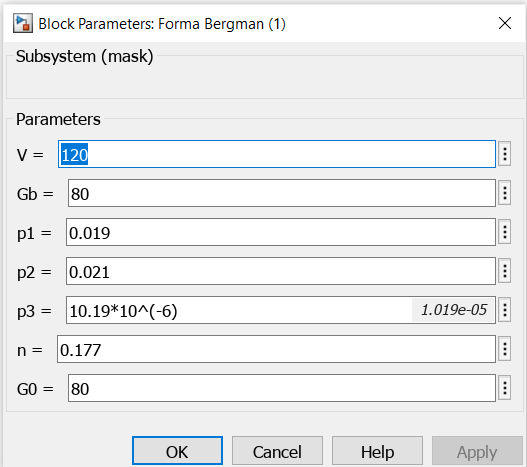 Block Parameters: Forma Bergman (1)
Subsystem (mask)
Parameters
V = 120
Gb = 80
p1 = 0.019
p2 = 0.021
p3 = 10.19*10^(-6) 1.019e-05
n = 0.177
G0 = 80
OK Cancel Help Apply